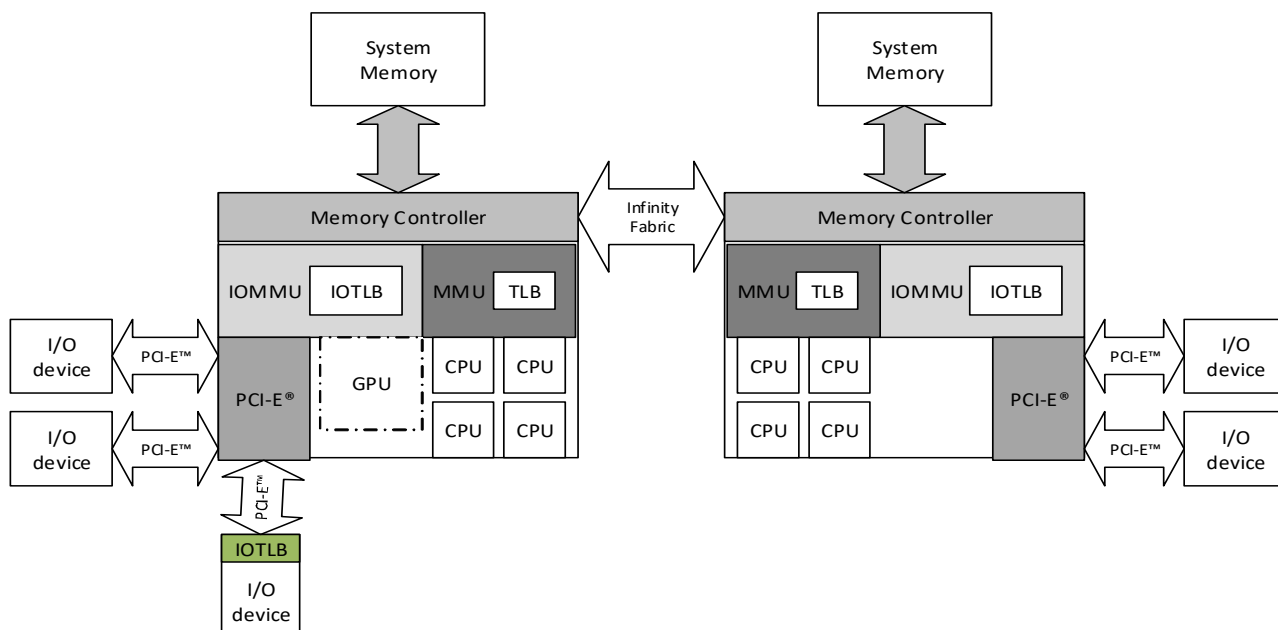 System
Memory
System
Memory
Memory Controller
Infinity
Fabric
Memory Controller
IOMMU
IOTLB
MMU
TLB
MMU
TLB
IOMMU
IOTLB
I/O
device
PCI-E™
PCI-E®
GPU
CPU
CPU
CPU
CPU
PCI-E®
PCI-E™
I/O
device
I/O
device
PCI-E™
CPU
CPU
CPU
CPU
PCI-E™
I/O
device
PCI-E™
IOTLB
I/O
device